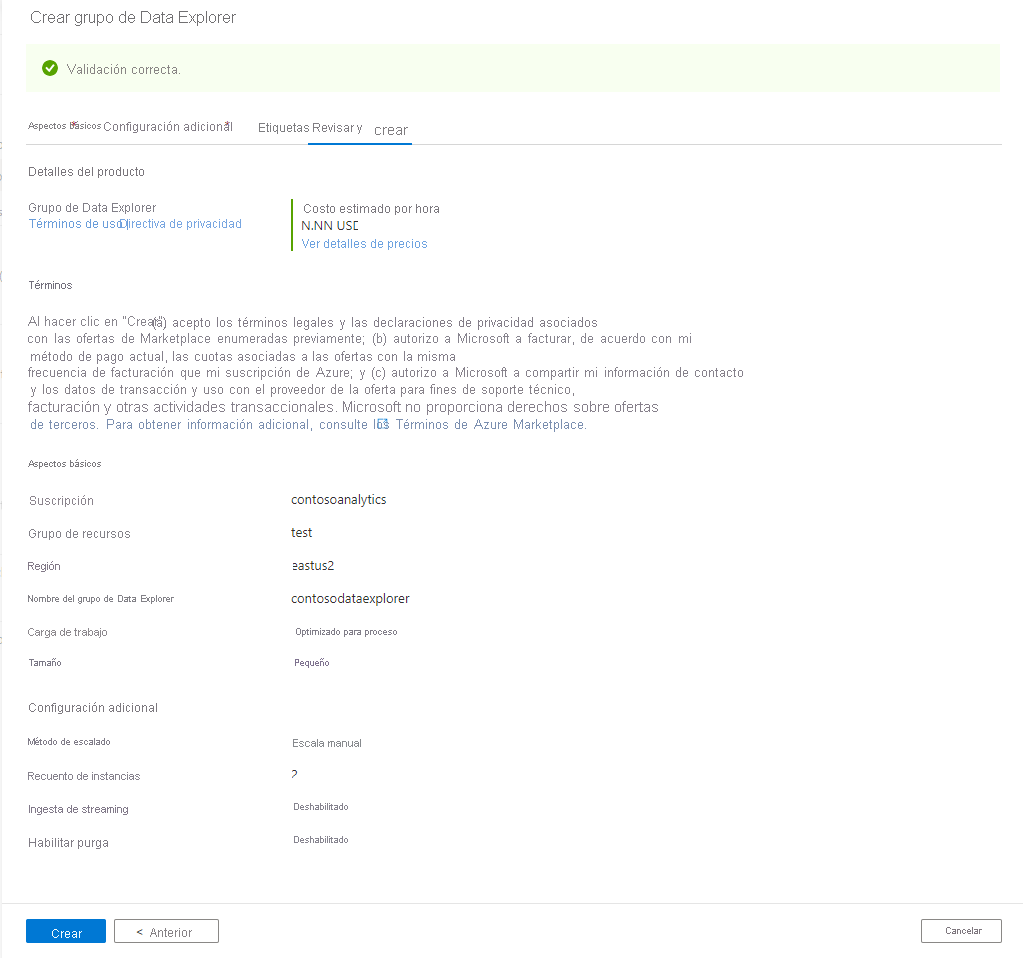 Crear grupo de Data Explorer
Validación correcta.
Aspectos básicos * Configuración adicional * Etiquetas Revisar y crear
Detalles del producto
Grupo de Data Explorer
Términos de uso | Directiva de privacidad
Costo estimado por hora
N.NN USD
Ver detalles de precios
Términos
Al hacer clic en "Crear", (a) acepto los términos legales y las declaraciones de privacidad asociados
con las ofertas de Marketplace enumeradas previamente; (b) autorizo a Microsoft a facturar, de acuerdo con mi
método de pago actual, las cuotas asociadas a las ofertas con la misma
frecuencia de facturación que mi suscripción de Azure; y (c) autorizo a Microsoft a compartir mi información de contacto
y los datos de transacción y uso con el proveedor de la oferta para fines de soporte técnico,
facturación y otras actividades transaccionales. Microsoft no proporciona derechos sobre ofertas
de terceros. Para obtener información adicional, consulte los Términos de Azure Marketplace.
Aspectos básicos
Suscripción contosoanalytics
Grupo de recursos test
Región eastus2
Nombre del grupo de Data Explorer contosodataexplorer
Carga de trabajo Optimizado para proceso
Tamaño Pequeño
Configuración adicional
Método de escalado Escala manual
Recuento de instancias 2
Ingesta de streaming Deshabilitado
Habilitar purga Deshabilitado
Crear < Anterior Cancelar